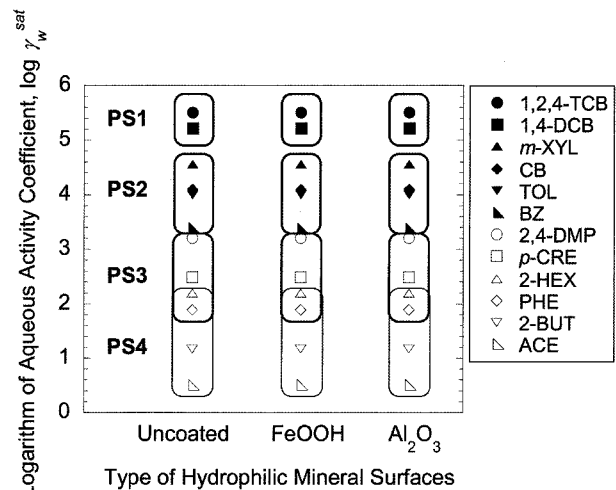 Logarithm of Aqueous Activity Coefficient, log γw sat
6
5
4
3
2
1
0
PS1
PS2
PS3
PS4
Uncoated FeOOH Al2O3
Type of Hydrophilic Mineral Surfaces
1,2,4-TCB
1,4-DCB
m-XYL
CB
TOL
BZ
2,4-DMP
p-CRE
2-HEX
PHE
2-BUT
ACE